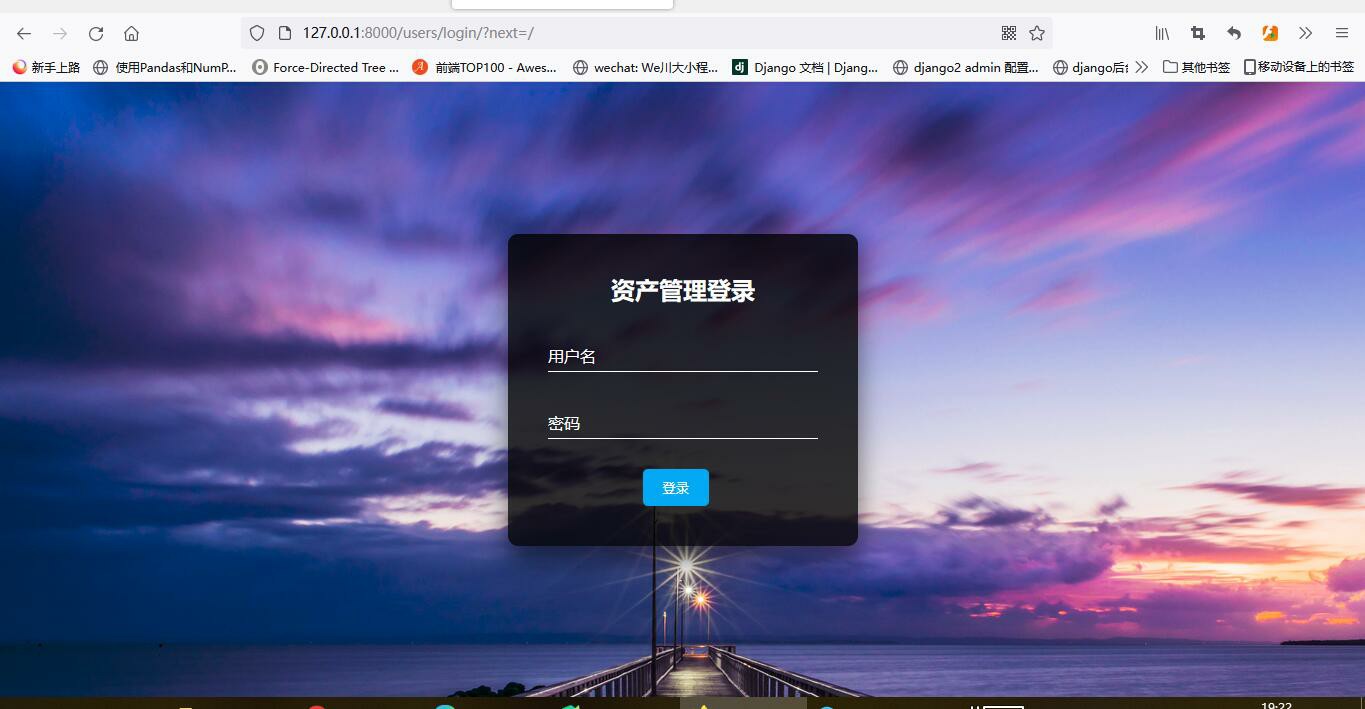 127.0.0.1:8000/users/login/?next=/
新手上路 使用Pandas和NumP... Force-Directed Tree ... 前端TOP100 - Awes... wechat: We川大小程... Django 文档 | Djang... django2 admin 配置... django后台 其他书签 移动设备上的书签
资产管理登录
用户名
密码
登录
19:22